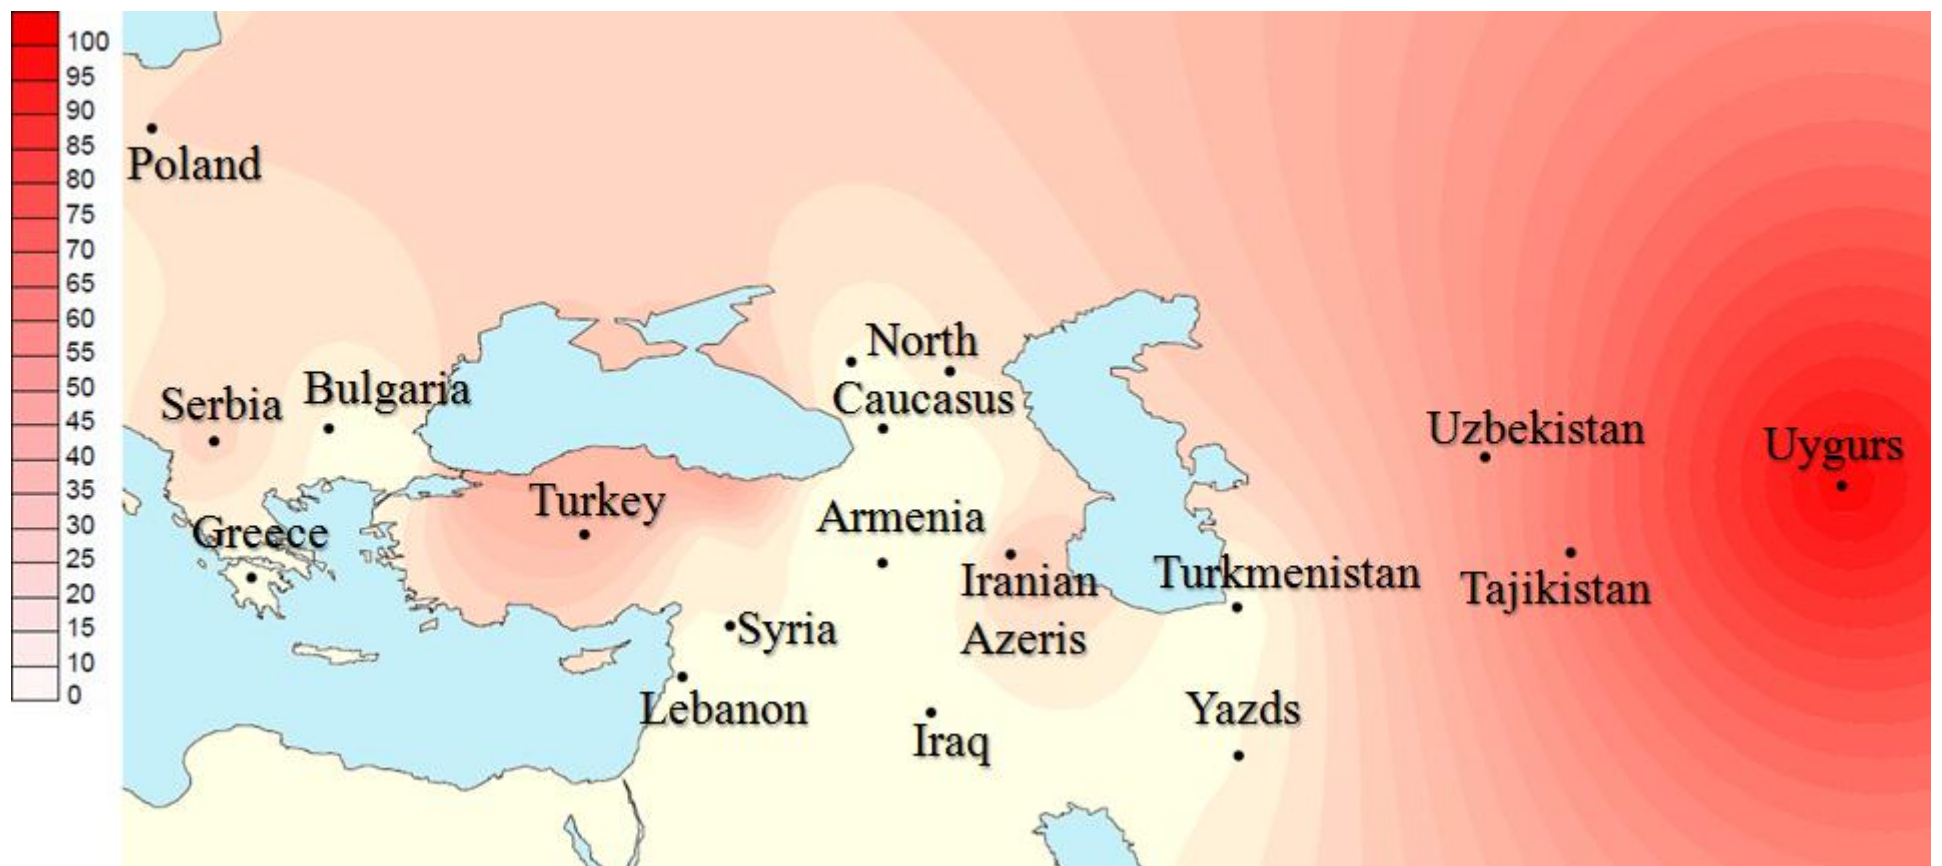 100
95
90
85
80
75
70
65
60
55
50
45
40
35
30
25
20
15
10
0
Poland
North
Caucasus
Serbia
Bulgaria
Uzbekistan
Uygurs
Turkey
Armenia
Greece
Iranian
Azeris
Turkmenistan
Tajikistan
Syria
Lebanon
Iraq
Yazds